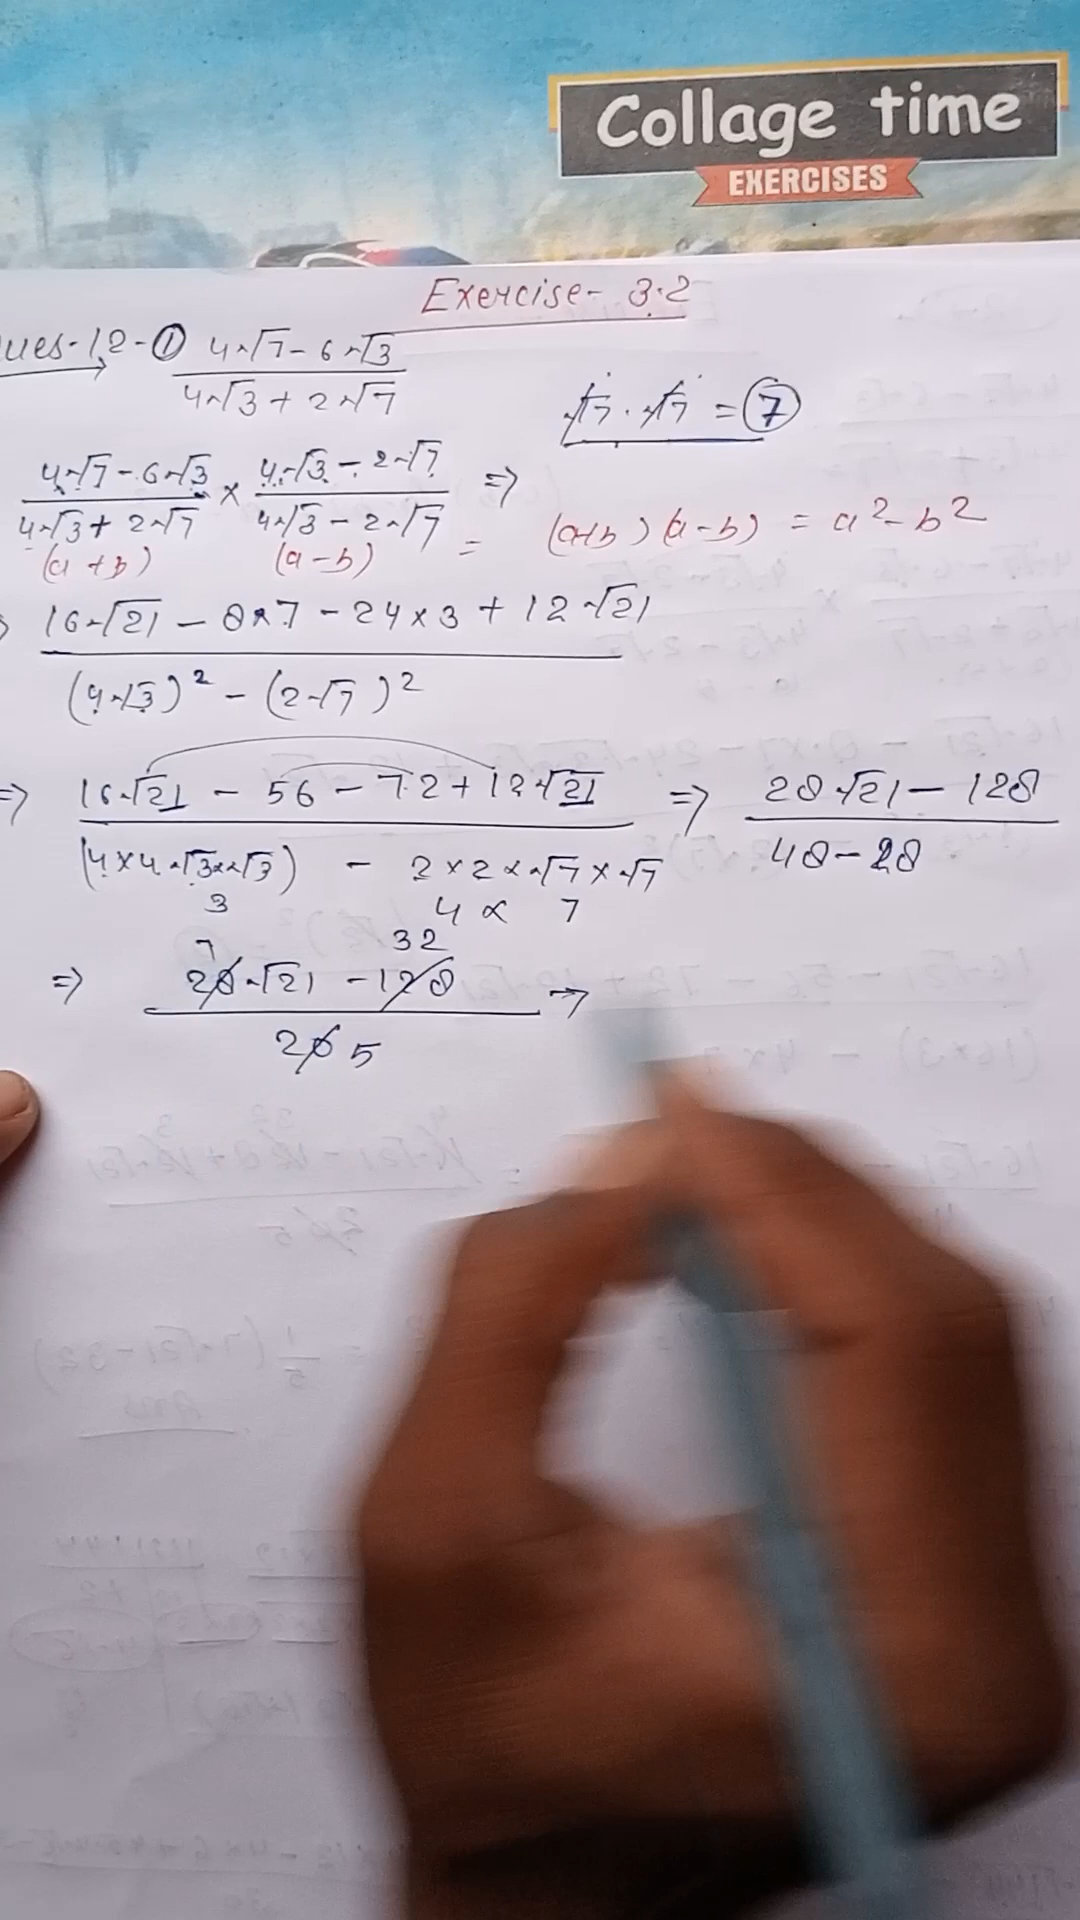 Collage time
EXERCISES
Exercise- 3.2
ues.12-① (4√7-6√3)/(4√3+2√7)
√7·√7 = 7
(4√7-6√3)/(4√3+2√7) × (4√3-2√7)/(4√3-2√7) =>
(a+b) (a-b) = (a+b)(a-b) = a²-b²
(16√21 - 8×7 - 24×3 + 12√21)/((4√3)² - (2√7)²)
=> (16√21 - 56 - 72 + 12√21)/((4×4√3×√3) - 2×2×√7×√7) => (28√21 - 128)/(48-28)
3 4 × 7
7 32
=> (28√21 - 128)/20 5 =>